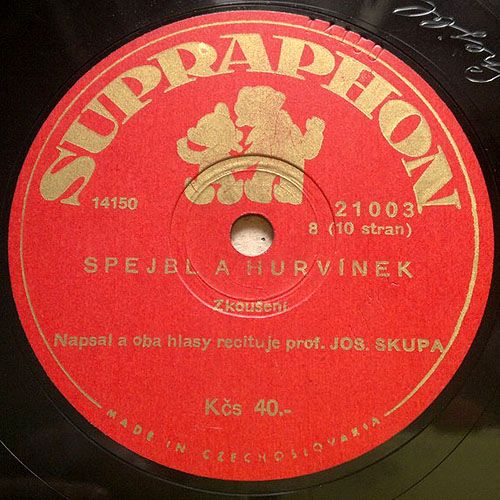 SUPRAPHON
14150
21003
8 (10 stran)
SPEJBL A HURVÍNEK
Zkoušení
Napsal a oba hlasy recituje prof. JOS. SKUPA
Kčs 40.-
MADE IN CZECHOSLOVAKIA